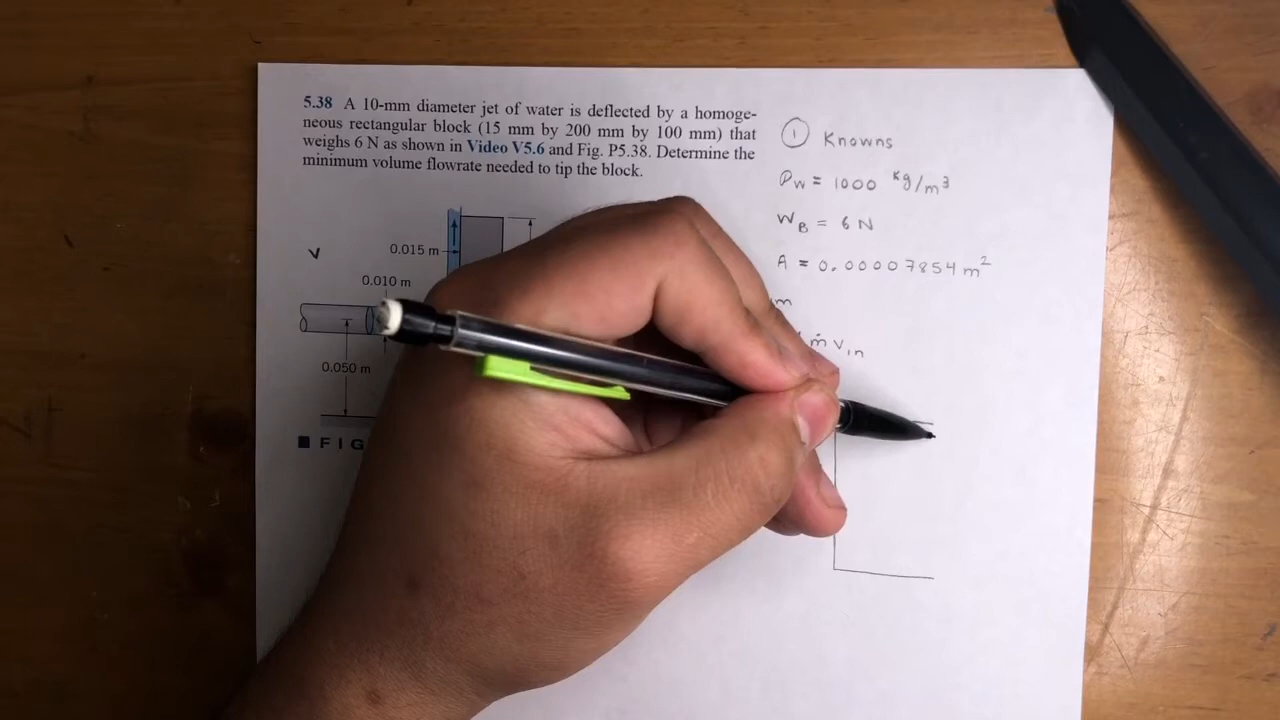 5.38 A 10-mm diameter jet of water is deflected by a homoge-
neous rectangular block (15 mm by 200 mm by 100 mm) that
weighs 6 N as shown in Video V5.6 and Fig. P5.38. Determine the
minimum volume flowrate needed to tip the block.
0.015 m
V
0.010 m
0.050 m
■ FIG
① Knowns
ρw = 1000 kg/m³
WB = 6 N
A = 0.00007854 m²
m
ṁ Vin